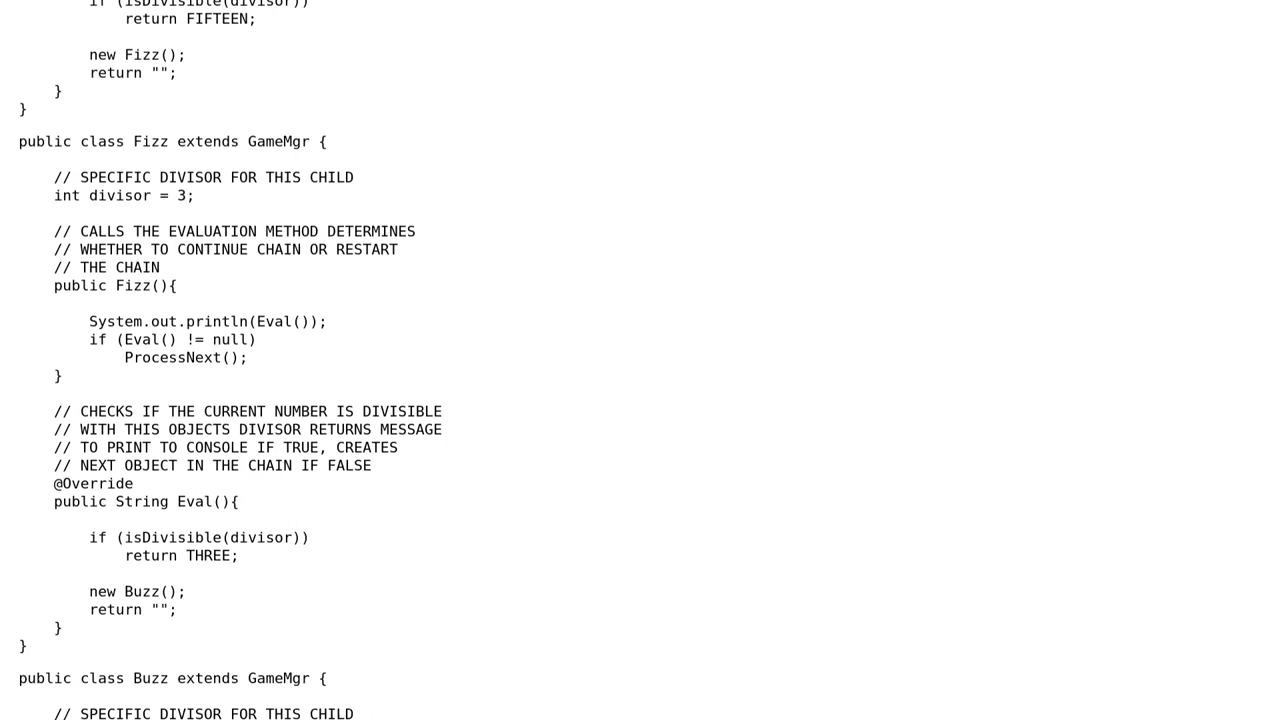 if (isDivisible(divisor))
return FIFTEEN;
new Fizz();
return "";
}
}
public class Fizz extends GameMgr {
// SPECIFIC DIVISOR FOR THIS CHILD
int divisor = 3;
// CALLS THE EVALUATION METHOD DETERMINES
// WHETHER TO CONTINUE CHAIN OR RESTART
// THE CHAIN
public Fizz(){
System.out.println(Eval());
if (Eval() != null)
ProcessNext();
}
// CHECKS IF THE CURRENT NUMBER IS DIVISIBLE
// WITH THIS OBJECTS DIVISOR RETURNS MESSAGE
// TO PRINT TO CONSOLE IF TRUE, CREATES
// NEXT OBJECT IN THE CHAIN IF FALSE
@Override
public String Eval(){
if (isDivisible(divisor))
return THREE;
new Buzz();
return "";
}
}
public class Buzz extends GameMgr {
// SPECIFIC DIVISOR FOR THIS CHILD